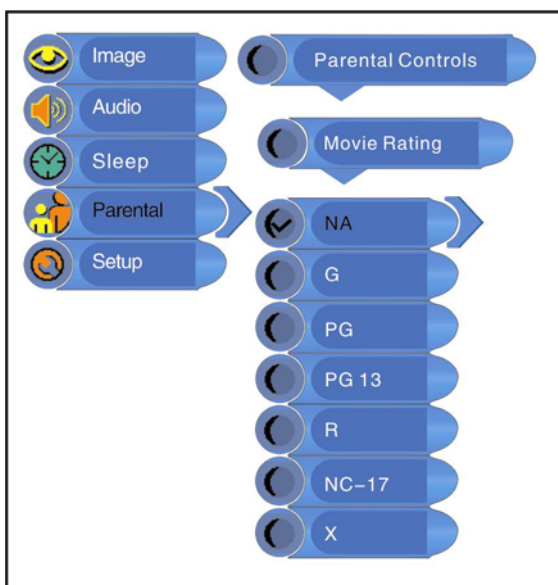 Image
Audio
Sleep
Parental
Setup
Parental Controls
Movie Rating
NA
G
PG
PG 13
R
NC-17
X